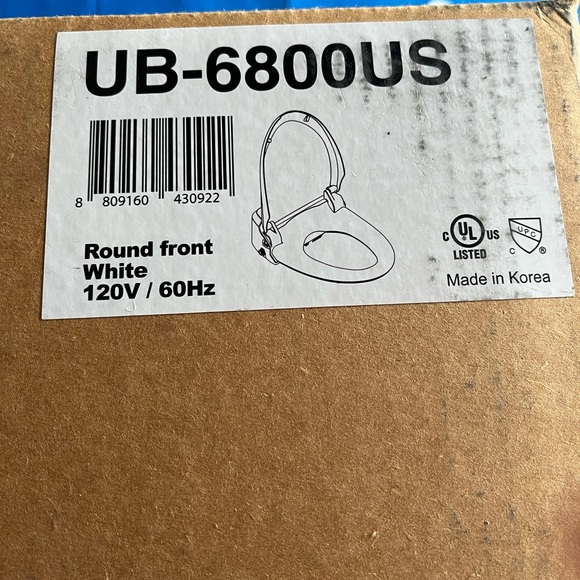 UB-6800US
8 809160 430922
Round front
White
120V / 60Hz
C UL US
LISTED
UPC
C ®
Made in Korea